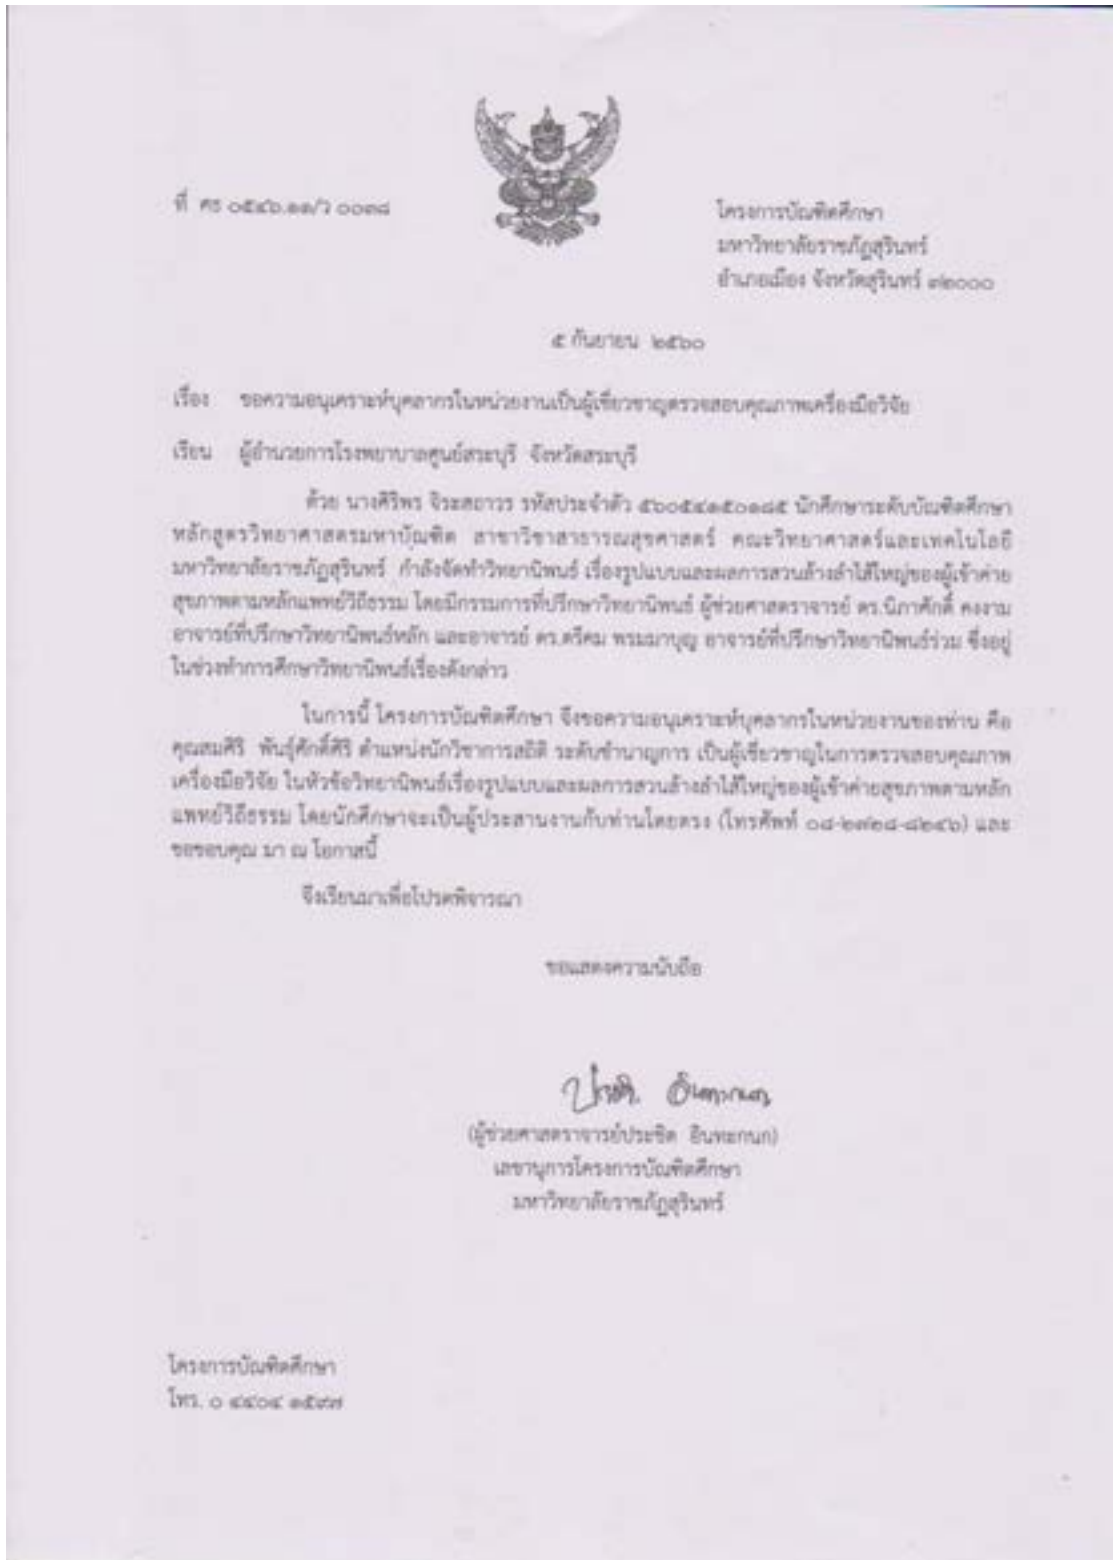 ที่ ศธ ๐๕๔๖.๑๑/ว ๐๐๓๘
โครงการบัณฑิตศึกษา
มหาวิทยาลัยราชภัฏสุรินทร์
อำเภอเมือง จังหวัดสุรินทร์ ๓๒๐๐๐
๕ กันยายน ๒๕๖๐
เรื่อง ขอความอนุเคราะห์บุคลากรในหน่วยงานเป็นผู้เชี่ยวชาญตรวจสอบคุณภาพเครื่องมือวิจัย
เรียน ผู้อำนวยการโรงพยาบาลศูนย์สระบุรี จังหวัดสระบุรี
ด้วย นางศิริพร จิระสถาวร รหัสประจำตัว ๕๖๐๕๔๑๕๐๑๘๕ นักศึกษาระดับบัณฑิตศึกษา
หลักสูตรวิทยาศาสตรมหาบัณฑิต สาขาวิชาสาธารณสุขศาสตร์ คณะวิทยาศาสตร์และเทคโนโลยี
มหาวิทยาลัยราชภัฏสุรินทร์ กำลังจัดทำวิทยานิพนธ์ เรื่องรูปแบบและผลการสวนล้างลำไส้ใหญ่ของผู้เข้าค่าย
สุขภาพตามหลักแพทย์วิถีธรรม โดยมีกรรมการที่ปรึกษาวิทยานิพนธ์ ผู้ช่วยศาสตราจารย์ ดร.นิภาศักดิ์ คงงาม
อาจารย์ที่ปรึกษาวิทยานิพนธ์หลัก และอาจารย์ ดร.ตรีคม พรมมาบุญ อาจารย์ที่ปรึกษาวิทยานิพนธ์ร่วม ซึ่งอยู่
ในช่วงทำการศึกษาวิทยานิพนธ์เรื่องดังกล่าว
ในการนี้ โครงการบัณฑิตศึกษา จึงขอความอนุเคราะห์บุคลากรในหน่วยงานของท่าน คือ
คุณสมศิริ พันธุ์ศักดิ์ศิริ ตำแหน่งนักวิชาการสถิติ ระดับชำนาญการ เป็นผู้เชี่ยวชาญในการตรวจสอบคุณภาพ
เครื่องมือวิจัย ในหัวข้อวิทยานิพนธ์เรื่องรูปแบบและผลการสวนล้างลำไส้ใหญ่ของผู้เข้าค่ายสุขภาพตามหลัก
แพทย์วิถีธรรม โดยนักศึกษาจะเป็นผู้ประสานงานกับท่านโดยตรง (โทรศัพท์ ) และ
ขอขอบคุณ มา ณ โอกาสนี้
จึงเรียนมาเพื่อโปรดพิจารณา
ขอแสดงความนับถือ
(ผู้ช่วยศาสตราจารย์ประชิด อินทะกนก)
เลขานุการโครงการบัณฑิตศึกษา
มหาวิทยาลัยราชภัฏสุรินทร์
โครงการบัณฑิตศึกษา
โทร. ๐ ๔๔๐๔ ๑๕๙๗